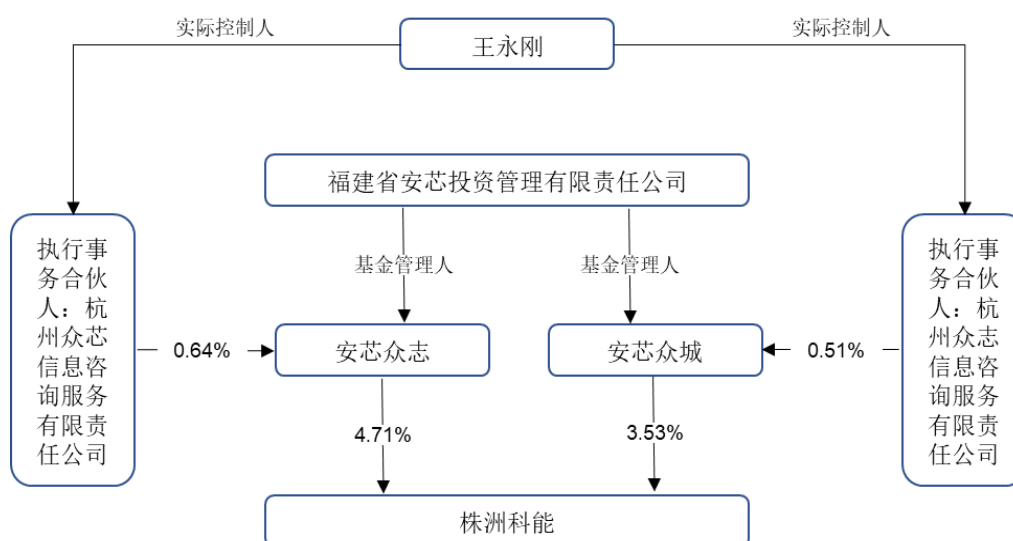 实际控制人
王永刚
实际控制人
福建省安芯投资管理有限责任公司
执行事
务合伙
人：杭
州众芯
信息咨
询服务
有限责
任公司
基金管理人
基金管理人
执行事
务合伙
人：杭
州众志
信息咨
询服务
有限责
任公司
0.64%
安芯众志
安芯众城
0.51%
4.71%
3.53%
株洲科能